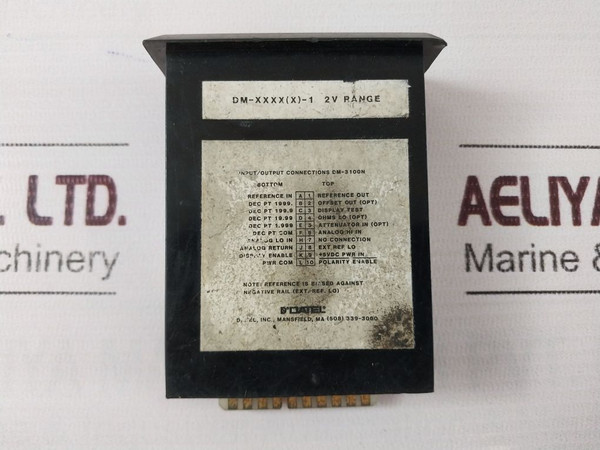 DM-XXXX(X)-1 2V RANGE
INPUT/OUTPUT CONNECTIONS DM-3100N
BOTTOM TOP
REFERENCE IN A 1 REFERENCE OUT
DEC PT 1999. B 2 OFFSET OUT (OPT)
DEC PT 199.9 C 3 DISPLAY TEST
DEC PT 19.99 D 4 OHMS LO (OPT)
DEC PT 1.999 E 5 ATTENUATOR IN (OPT)
DEC PT COM F 6 ANALOG HI IN
ANALOG LO IN H 7 NO CONNECTION
ANALOG RETURN J 8 EXT REF LO
DISPLAY ENABLE K 9 +5VDC PWR IN
PWR COM L 10 POLARITY ENABLE
NOTE: REFERENCE IS BIASED AGAINST
NEGATIVE RAIL (EXT. REF. LO)
DATEL
DATEL, INC., MANSFIELD, MA (508) 339-3000
. LTD.
chinery
AELIYA
Marine &